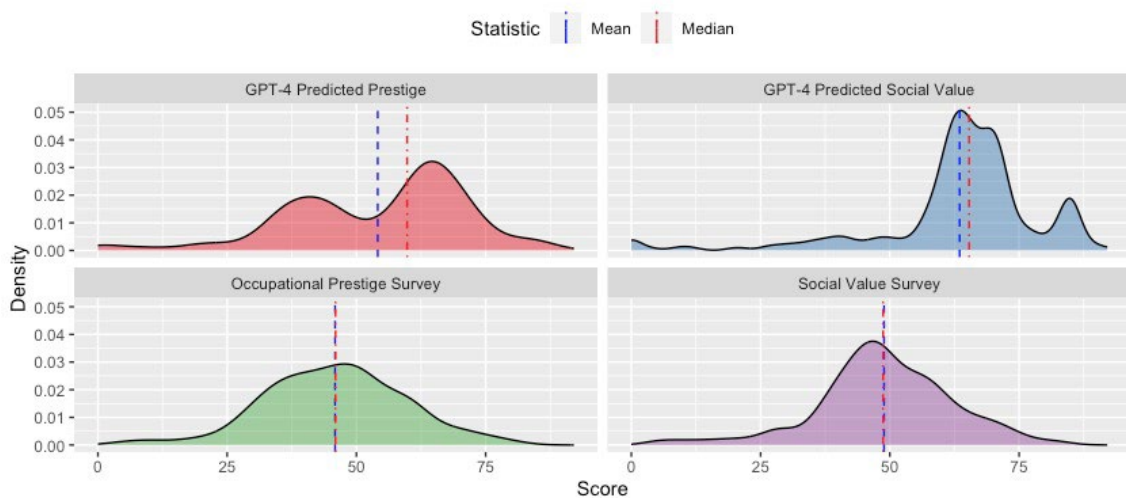 Statistic Mean Median
GPT-4 Predicted Prestige GPT-4 Predicted Social Value
0.05
0.04
0.03
0.02
0.01
0.00
Density
Occupational Prestige Survey Social Value Survey
0.05
0.04
0.03
0.02
0.01
0.00
0 25 50 75 0 25 50 75
Score